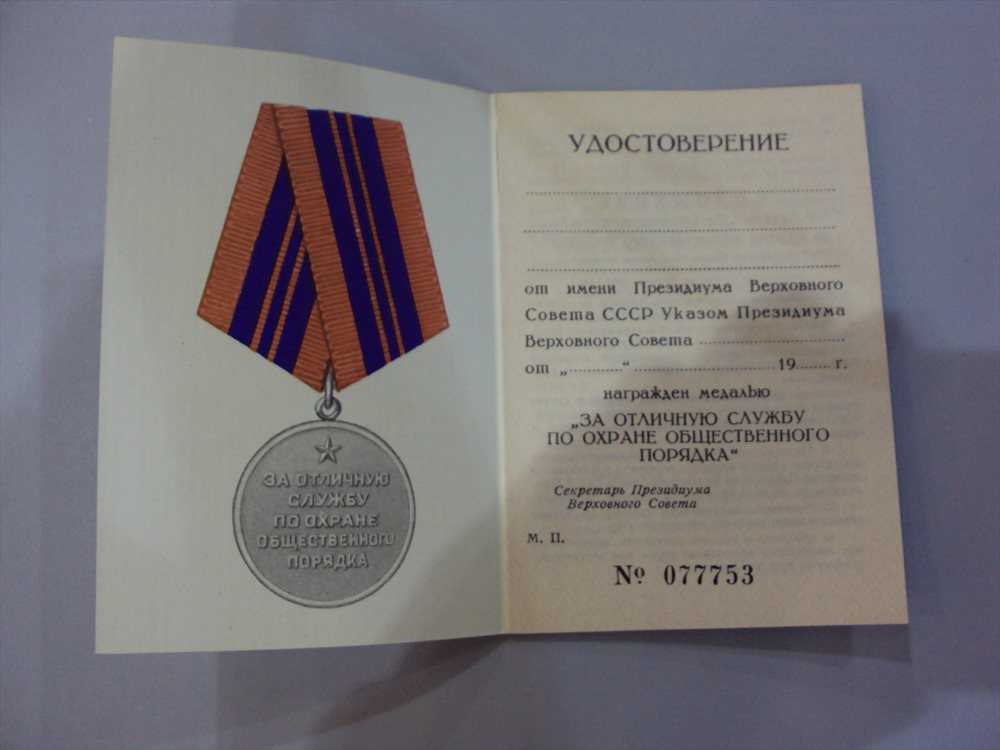 ЗА ОТЛИЧНУЮ
СЛУЖБУ
ПО ОХРАНЕ
ОБЩЕСТВЕННОГО
ПОРЯДКА
УДОСТОВЕРЕНИЕ
от имени Президиума Верховного
Совета СССР Указом Президиума
Верховного Совета
от „ “ 19 г.
награжден медалью
„ЗА ОТЛИЧНУЮ СЛУЖБУ
ПО ОХРАНЕ ОБЩЕСТВЕННОГО
ПОРЯДКА“
Секретарь Президиума
Верховного Совета
М. П.
№ 077753